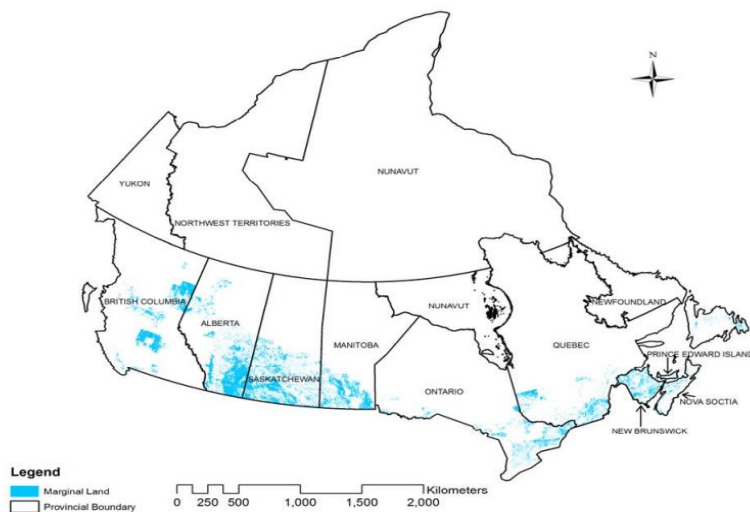 N
NUNAVUT
YUKON
NORTHWEST TERRITORIES
BRITISH COLUMBIA
ALBERTA
SASKATCHEWAN
MANITOBA
NUNAVUT
ONTARIO
QUEBEC
NEWFOUNDLAND
PRINCE EDWARD ISLAND
NOVA SOCTIA
NEW BRUNSWICK
Legend
Marginal Land
Provincial Boundary
Kilometers
0 250 500 1,000 1,500 2,000